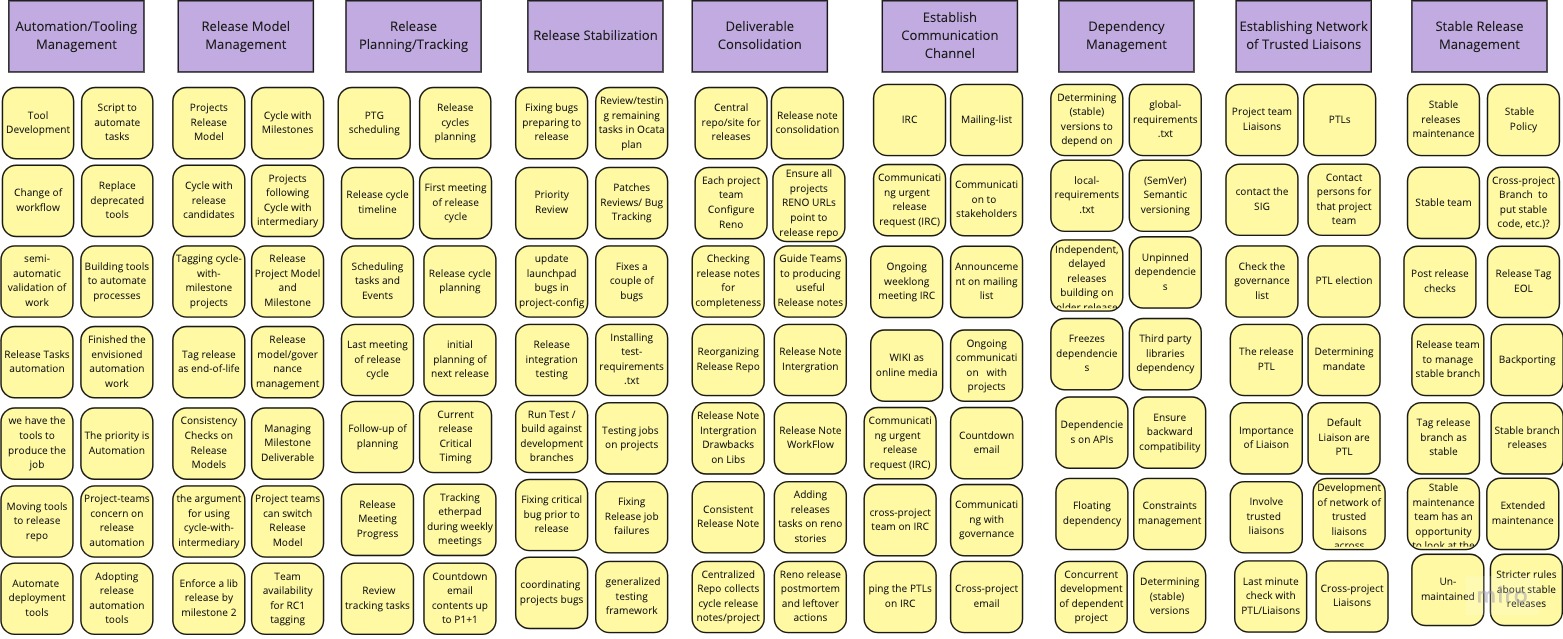 Automation/Tooling
Management
Release Model
Management
Release
Planning/Tracking
Release Stabilization
Deliverable
Consolidation
Establish
Communication
Channel
Dependency
Management
Establishing Network
of Trusted Liaisons
Stable Release
Management
Tool
Development
Script to
automate
tasks
Projects
Release
Model
Cycle with
Milestones
PTG
scheduling
Release
cycles
planning
Fixing bugs
preparing to
release
Review/testin
g remaining
tasks in Ocata
plan
Central
repo/site for
releases
Release note
consolidation
IRC
Mailing-list
Determining
(stable)
versions to
depend on
global-
requirements
.txt
Project team
Liaisons
PTLs
Stable
releases
maintenance
Stable
Policy
Change of
workflow
Replace
deprecated
tools
Cycle with
release
candidates
Projects
following
Cycle with
intermediary
Release cycle
timeline
First meeting
of release
cycle
Priority
Review
Patches
Reviews/ Bug
Tracking
Each project
team
Configure
Reno
Ensure all
projects
RENO URLs
point to
release repo
Communicati
ng urgent
release
request (IRC)
Communicati
on to
stakeholders
local-
requirements
.txt
(SemVer)
Semantic
versioning
contact the
SIG
Contact
persons for
that project
team
Stable team
Cross-project
Branch to
put stable
code, etc.)?
semi-
automatic
validation of
work
Building tools
to automate
processes
Tagging cycle-
with-
milestone
projects
Release
Project Model
and
Milestone
Scheduling
tasks and
Events
Release cycle
planning
update
launchpad
bugs in
project-config
Fixes a
couple of
bugs
Checking
release notes
for
completeness
Guide Teams
to producing
useful
Release notes
Ongoing
weeklong
meeting IRC
Announceme
nt on mailing
list
Independent,
delayed
releases
building on
older release
Unpinned
dependencie
s
Check the
governance
list
PTL election
Post release
checks
Release Tag
EOL
Release Tasks
automation
Finished the
envisioned
automation
work
Tag release
as end-of-life
Release
model/gover
nance
management
Last meeting
of release
cycle
initial
planning of
next release
Release
integration
testing
Installing
test-
requirements
.txt
Reorganizing
Release Repo
Release Note
Intergration
WIKI as
online media
Ongoing
communicati
on with
projects
Freezes
dependencie
s
Third party
libraries
dependency
The release
PTL
Determining
mandate
Release team
to manage
stable branch
Backporting
we have the
tools to
produce the
job
The priority is
Automation
Consistency
Checks on
Release
Models
Managing
Milestone
Deliverable
Follow-up of
planning
Current
release
Critical
Timing
Run Test /
build against
development
branches
Testing jobs
on projects
Release Note
Intergration
Drawbacks
on Libs
Release Note
WorkFlow
Communicati
ng urgent
release
request (IRC)
Countdown
email
Dependencie
s on APIs
Ensure
backward
compatibility
Importance
of Liaison
Default
Liaison are
PTL
Tag release
branch as
stable
Stable branch
releases
Moving tools
to release
repo
Project-teams
concern on
release
automation
the argument
for using
cycle-with-
intermediary
Project teams
can switch
Release
Model
Release
Meeting
Progress
Tracking
etherpad
during weekly
meetings
Fixing critical
bug prior to
release
Fixing
Release job
failures
Consistent
Release Note
Adding
releases
tasks on reno
stories
cross-project
team on IRC
Communicati
ng with
governance
Floating
dependency
Constraints
management
Involve
trusted
liaisons
Development
of network of
trusted
liaisons
across
Stable
maintenance
team has an
opportunity
to look at the
Extended
maintenance
Automate
deployment
tools
Adopting
release
automation
tools
Enforce a lib
release by
milestone 2
Team
availability
for RC1
tagging
Review
tracking tasks
Countdown
email
contents up
to P1+1
coordinating
projects bugs
generalized
testing
framework
Centralized
Repo collects
cycle release
notes/project
Reno release
postmortem
and leftover
actions
ping the PTLs
on IRC
Cross-project
email
Concurrent
development
of dependent
project
Determining
(stable)
versions
Last minute
check with
PTL/Liaisons
Cross-project
Liaisons
Un-
maintained
Stricter rules
about stable
releases
miro